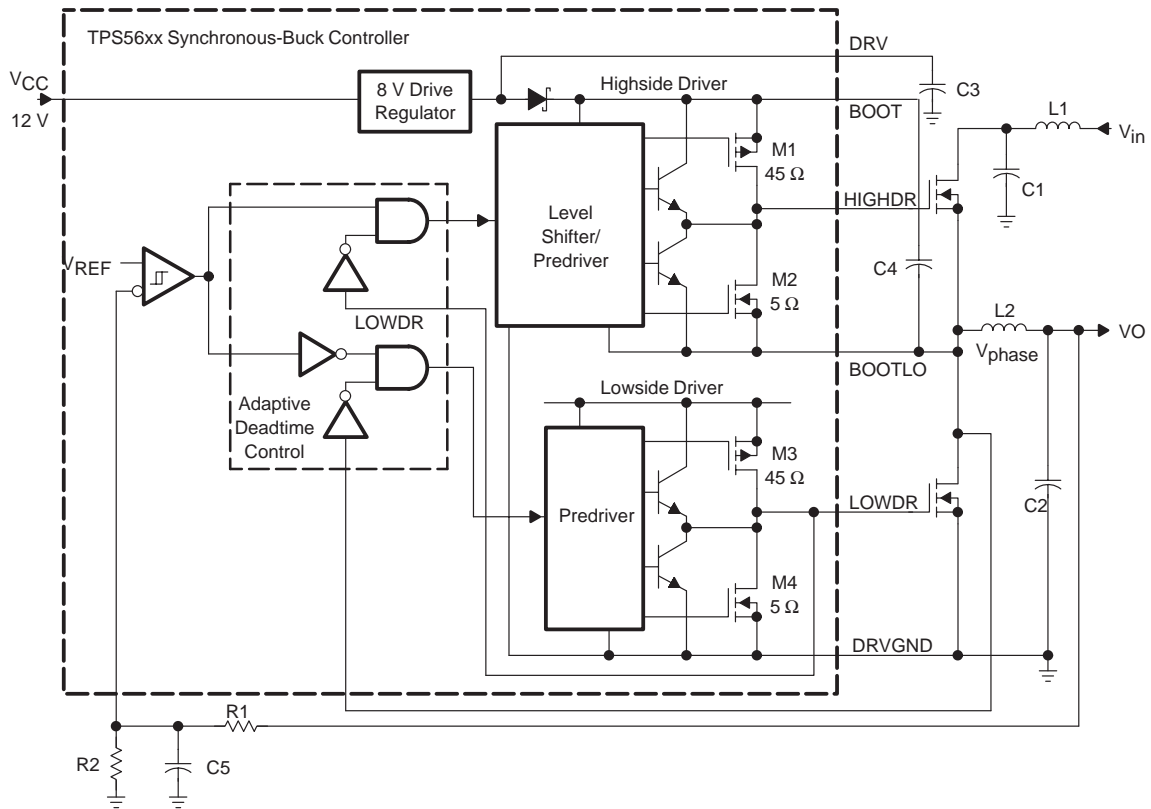 TPS56xx Synchronous-Buck Controller
DRV
VCC
12 V
8 V Drive
Regulator
Highside Driver
C3
BOOT
L1
Vin
M1
45 Ω
C1
HIGHDR
Level
Shifter/
Predriver
VREF
C4
M2
5 Ω
LOWDR
L2
VO
Vphase
BOOTLO
Lowside Driver
Adaptive
Deadtime
Control
M3
45 Ω
LOWDR
C2
Predriver
M4
5 Ω
DRVGND
R1
R2
C5